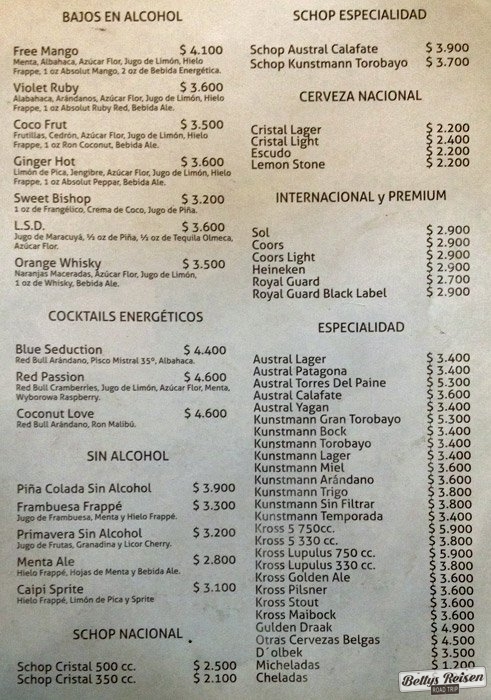 BAJOS EN ALCOHOL
Free Mango $ 4.100
Menta, Albahaca, Azúcar Flor, Jugo de Limón, Hielo
Frappe, 1 oz Absolut Mango, 2 oz de Bebida Energética.
Violet Ruby $ 3.600
Alabahaca, Arándanos, Azúcar Flor, Jugo de Limón, Hielo
Frappe, 1 oz Absolut Ruby Red, Bebida Ale.
Coco Frut $ 3.500
Frutillas, Cedrón, Azúcar Flor, Jugo de Limón, Hielo
Frappe, 1 oz Ron Coconut, Bebida Ale.
Ginger Hot $ 3.600
Limón de Pica, Jengibre, Azúcar Flor, Jugo de Limón, Hielo
Frappe, 1 oz Absolut Peppar, Bebida Ale.
Sweet Bishop $ 3.200
1 oz de Frangélico, Crema de Coco, Jugo de Piña.
L.S.D. $ 3.600
Jugo de Maracuyá, ½ oz de Piña, ½ oz de Tequila Olmeca,
Azúcar Flor.
Orange Whisky $ 3.500
Naranjas Maceradas, Azúcar Flor, Jugo de Limón,
1 oz de Whisky, Bebida Ale.
COCKTAILS ENERGÉTICOS
Blue Seduction $ 4.400
Red Bull Arándano, Pisco Mistral 35º, Albahaca.
Red Passion $ 4.600
Red Bull Cramberries, Jugo de Limón, Azúcar Flor, Menta,
Wyborowa Raspberry.
Coconut Love $ 4.600
Red Bull Arándano, Ron Malibú.
SIN ALCOHOL
Piña Colada Sin Alcohol $ 3.900
Frambuesa Frappé $ 3.300
Jugo de Frambuesa, Menta y Hielo Frappé.
Primavera Sin Alcohol $ 3.200
Jugo de Frutas, Granadina y Licor Cherry.
Menta Ale $ 2.800
Hielo Frappé, Hojas de Menta y Bebida Ale.
Caipi Sprite $ 3.100
Hielo Frappé, Limón de Pica y Sprite
SCHOP NACIONAL
Schop Cristal 500 cc. $ 2.500
Schop Cristal 350 cc. $ 2.100
SCHOP ESPECIALIDAD
Schop Austral Calafate $ 3.900
Schop Kunstmann Torobayo $ 3.700
CERVEZA NACIONAL
Cristal Lager $ 2.200
Cristal Light $ 2.400
Escudo $ 2.200
Lemon Stone $ 2.200
INTERNACIONAL y PREMIUM
Sol $ 2.900
Coors $ 2.900
Coors Light $ 2.900
Heineken $ 2.900
Royal Guard $ 2.700
Royal Guard Black Label $ 2.900
ESPECIALIDAD
Austral Lager $ 3.400
Austral Patagona $ 3.400
Austral Torres Del Paine $ 5.300
Austral Calafate $ 3.600
Austral Yagan $ 3.400
Kunstmann Gran Torobayo $ 5.300
Kunstmann Bock $ 3.400
Kunstmann Torobayo $ 3.400
Kunstmann Lager $ 3.400
Kunstmann Miel $ 3.600
Kunstmann Arándano $ 3.600
Kunstmann Trigo $ 3.800
Kunstmann Sin Filtrar $ 3.800
Kunstmann Temporada $ 3.400
Kross 5 750cc. $ 5.900
Kross 5 330 cc. $ 3.800
Kross Lupulus 750 cc. $ 5.900
Kross Lupulus 330 cc. $ 3.800
Kross Golden Ale $ 3.600
Kross Pilsner $ 3.600
Kross Stout $ 3.600
Kross Maibock $ 3.600
Gulden Draak $ 4.900
Otras Cervezas Belgas $ 4.500
D´olbek $ 3.600
Micheladas $ 1.200
Cheladas
Bettys Reisen
ROAD TRIP